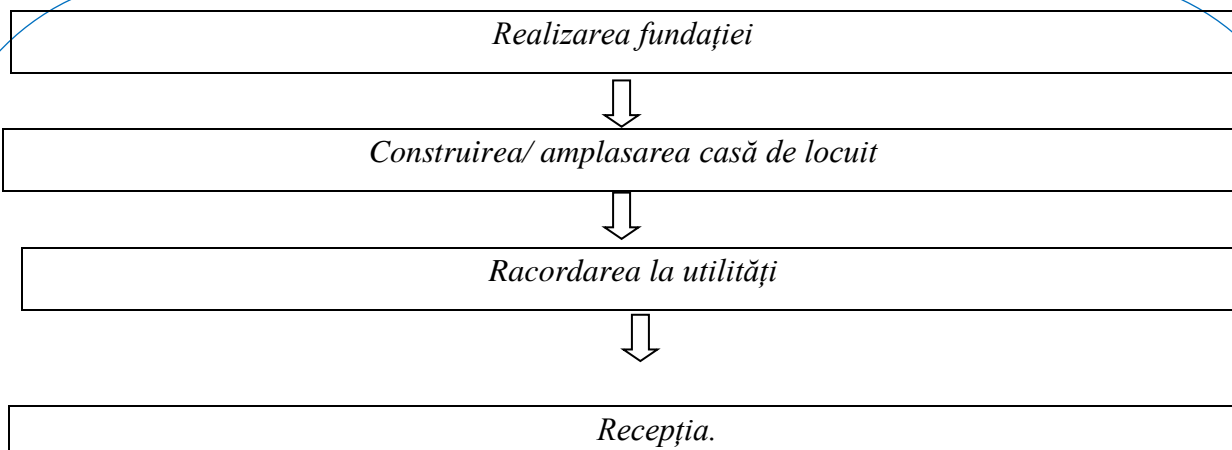 Realizarea fundației
Construirea/ amplasarea casă de locuit
Racordarea la utilități
Recepția.